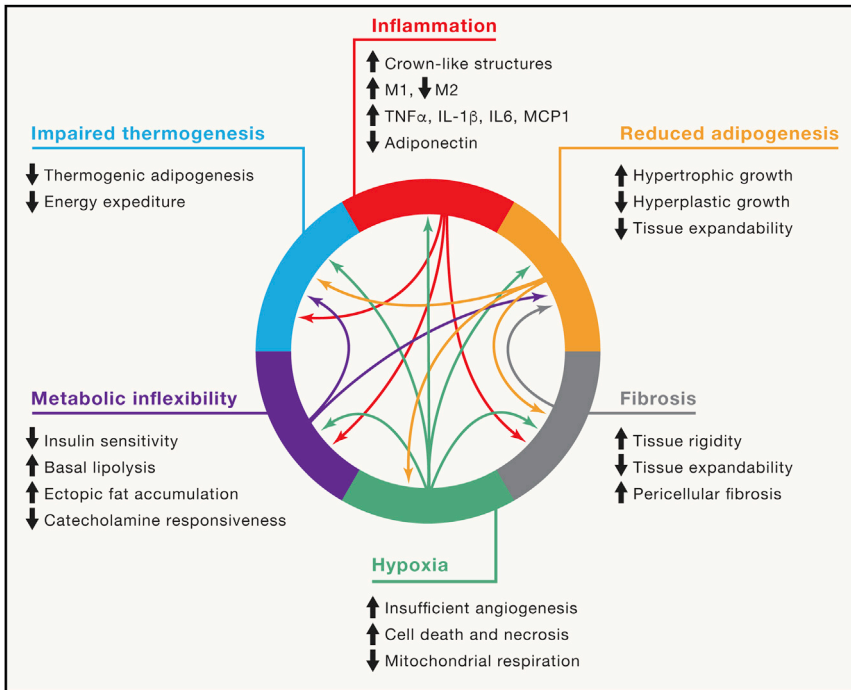 Inflammation
Crown-like structures
M1, M2
TNFα, IL-1β, IL6, MCP1
Adiponectin
Impaired thermogenesis
Thermogenic adipogenesis
Energy expediture
Reduced adipogenesis
Hypertrophic growth
Hyperplastic growth
Tissue expandability
Metabolic inflexibility
Insulin sensitivity
Basal lipolysis
Ectopic fat accumulation
Catecholamine responsiveness
Fibrosis
Tissue rigidity
Tissue expandability
Pericellular fibrosis
Hypoxia
Insufficient angiogenesis
Cell death and necrosis
Mitochondrial respiration